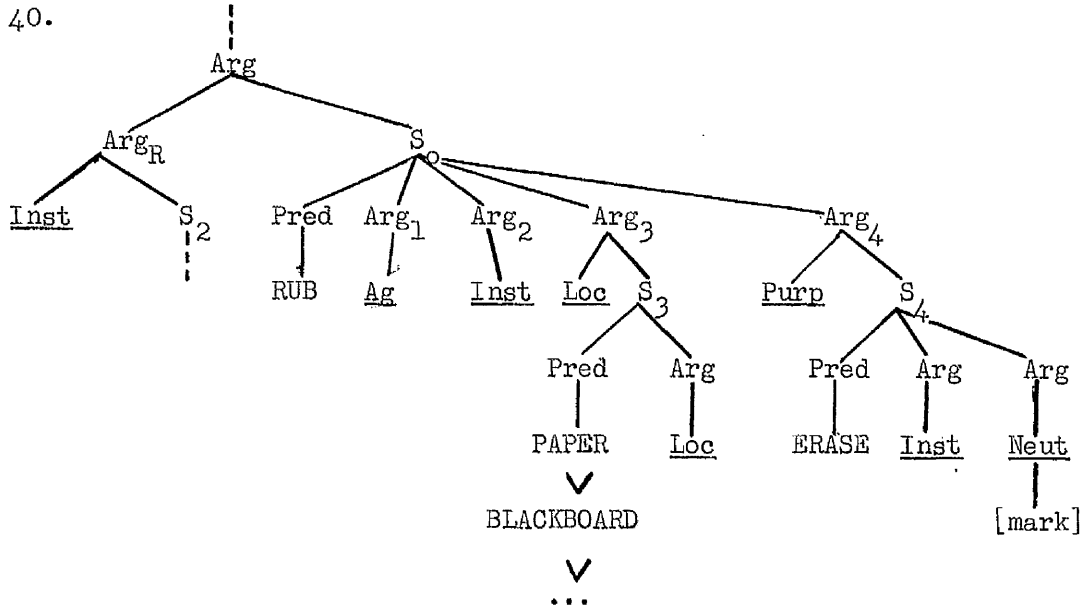 40.
Arg
Arg_R S_o
Inst S_2 Pred Arg_1 Arg_2 Arg_3 Arg_4
RUB Ag Inst Loc S_3 Purp S_4
Pred Arg Pred Arg Arg
PAPER Loc ERASE Inst Neut
V
BLACKBOARD [mark]
V
...